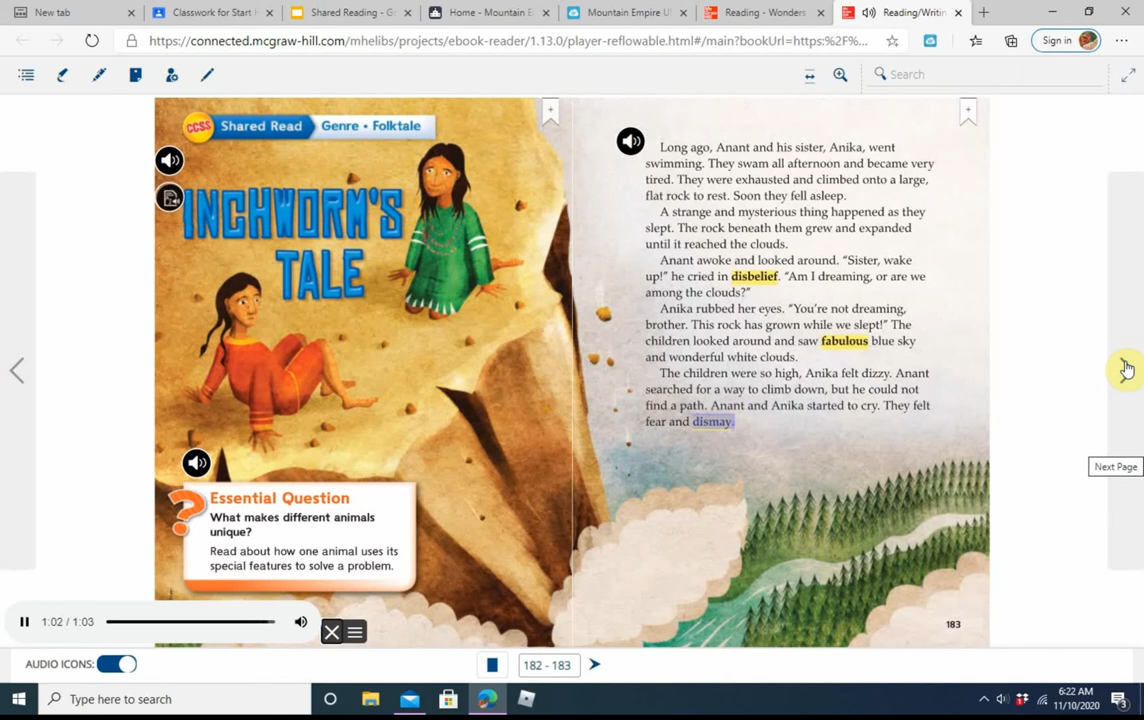 New tab
Classwork for Start H
Shared Reading - Go
Home - Mountain E
Mountain Empire U
Reading - Wonders
Reading/Writin
https://connected.mcgraw-hill.com/mhelibs/projects/ebook-reader/1.13.0/player-reflowable.html#/main?bookUrl=https:%2F%...
Sign in
Search
CCSS Shared Read Genre • Folktale
INCHWORM'S
TALE
Essential Question
What makes different animals
unique?
Read about how one animal uses its
special features to solve a problem.
Long ago, Anant and his sister, Anika, went
swimming. They swam all afternoon and became very
tired. They were exhausted and climbed onto a large,
flat rock to rest. Soon they fell asleep.
A strange and mysterious thing happened as they
slept. The rock beneath them grew and expanded
until it reached the clouds.
Anant awoke and looked around. “Sister, wake
up!” he cried in disbelief. “Am I dreaming, or are we
among the clouds?”
Anika rubbed her eyes. “You’re not dreaming,
brother. This rock has grown while we slept!” The
children looked around and saw fabulous blue sky
and wonderful white clouds.
The children were so high, Anika felt dizzy. Anant
searched for a way to climb down, but he could not
find a path. Anant and Anika started to cry. They felt
fear and dismay.
183
Next Page
1:02 / 1:03
AUDIO ICONS:
182 - 183
Type here to search
6:22 AM
11/10/2020
3